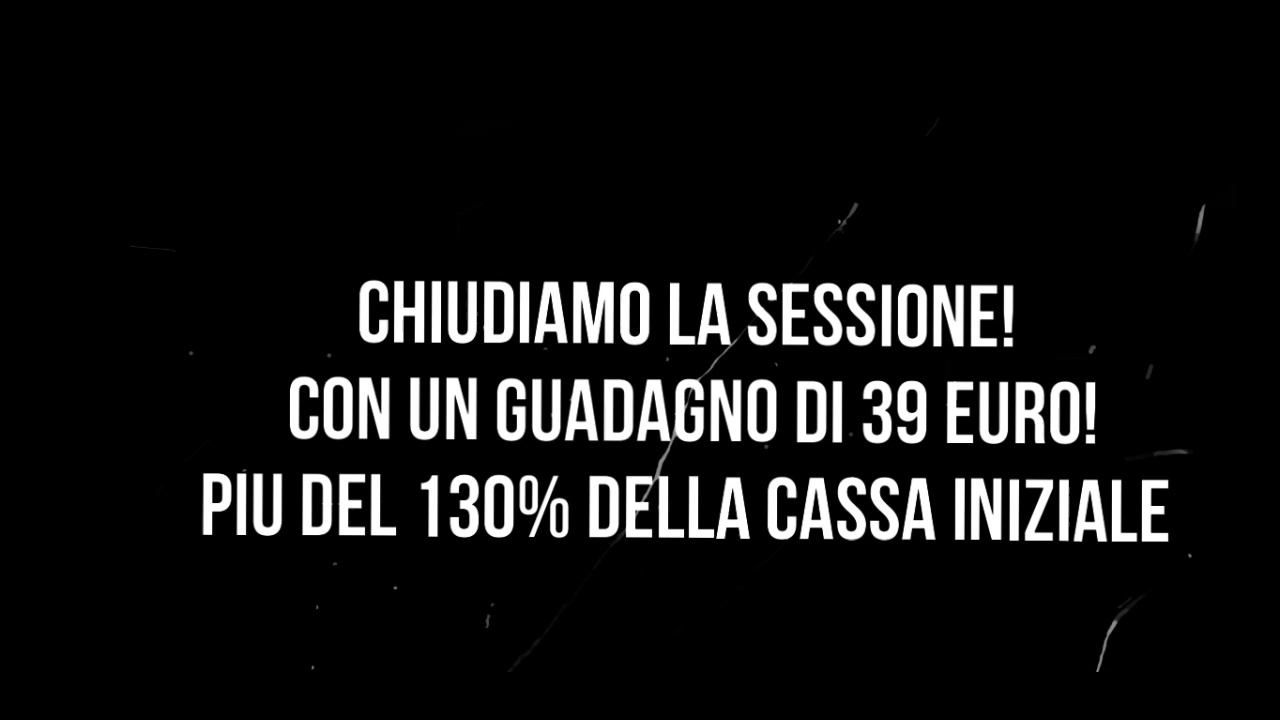 CHIUDIAMO LA SESSIONE!
CON UN GUADAGNO DI 39 EURO!
PIU DEL 130% DELLA CASSA INIZIALE